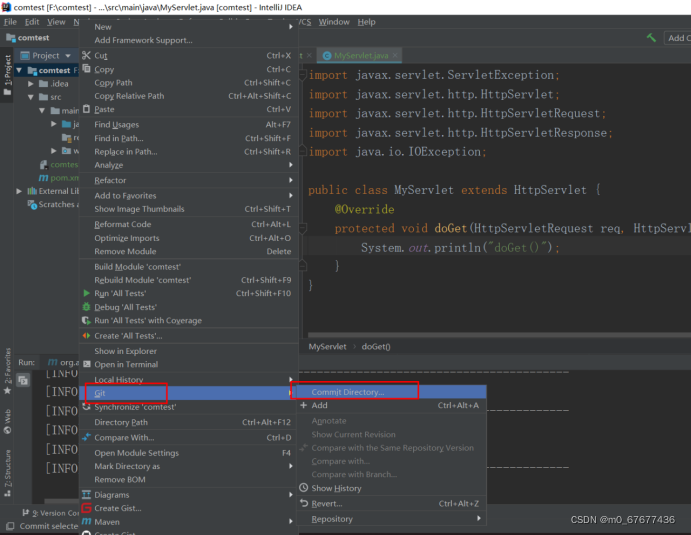 comtest [F:\comtest] - ...\src\main\java\MyServlet.java [comtest] - IntelliJ IDEA
File Edit View N VCS Window Help
comtest
Add C
1: Project
Project
comtest
.idea
src
main
ja
re
w
comtes
pom.xm
External Lib
Scratches a
New
Add Framework Support...
Cut Ctrl+X
Copy Ctrl+C
Copy Path Ctrl+Shift+C
Copy Relative Path Ctrl+Alt+Shift+C
Paste Ctrl+V
Find Usages Alt+F7
Find in Path... Ctrl+Shift+F
Replace in Path... Ctrl+Shift+R
Analyze
Refactor
Add to Favorites
Show Image Thumbnails Ctrl+Shift+T
Reformat Code Ctrl+Alt+L
Optimize Imports Ctrl+Alt+O
Remove Module Delete
Build Module 'comtest'
Rebuild Module 'comtest' Ctrl+Shift+F9
Run 'All Tests' Ctrl+Shift+F10
Debug 'All Tests'
Run 'All Tests' with Coverage
Create 'All Tests'...
Show in Explorer
Open in Terminal
Local History
Git
Synchronize 'comtest'
Directory Path Ctrl+Alt+F12
Compare With... Ctrl+D
Open Module Settings F4
Mark Directory as
Remove BOM
Diagrams
Create Gist...
Maven
Create Gist
MyServlet.java
import javax.servlet.ServletException;
import javax.servlet.http.HttpServlet;
import javax.servlet.http.HttpServletRequest;
import javax.servlet.http.HttpServletResponse;
import java.io.IOException;
public class MyServlet extends HttpServlet {
@Override
protected void doGet(HttpServletRequest req, HttpServl
System.out.println("doGet()");
}
}
MyServlet › doGet()
2: Favorites
Web
Z: Structure
Run: org.a
[INFO
[INFO
[INFO
[INFO
[INFO
[INFO
Commit Directory...
Add Ctrl+Alt+A
Annotate
Show Current Revision
Compare with the Same Repository Version
Compare with...
Compare with Branch...
Show History
Revert... Ctrl+Alt+Z
Repository
9: Version Con
Commit selecte
CSDN @m0_67677436